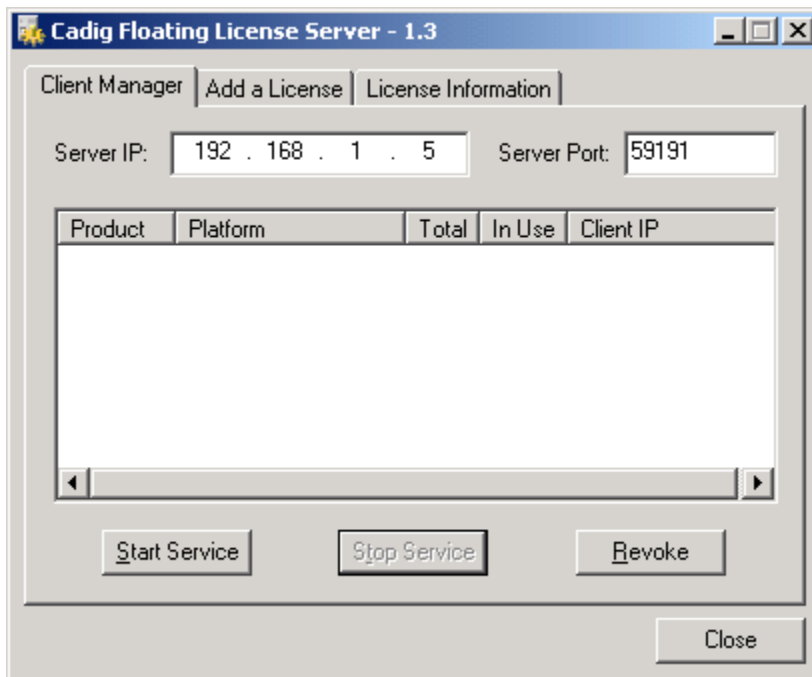 Cadig Floating License Server - 1.3
Client Manager Add a License License Information
Server IP: 192 . 168 . 1 . 5 Server Port: 59191
Product Platform Total In Use Client IP
Start Service Stop Service Revoke
Close